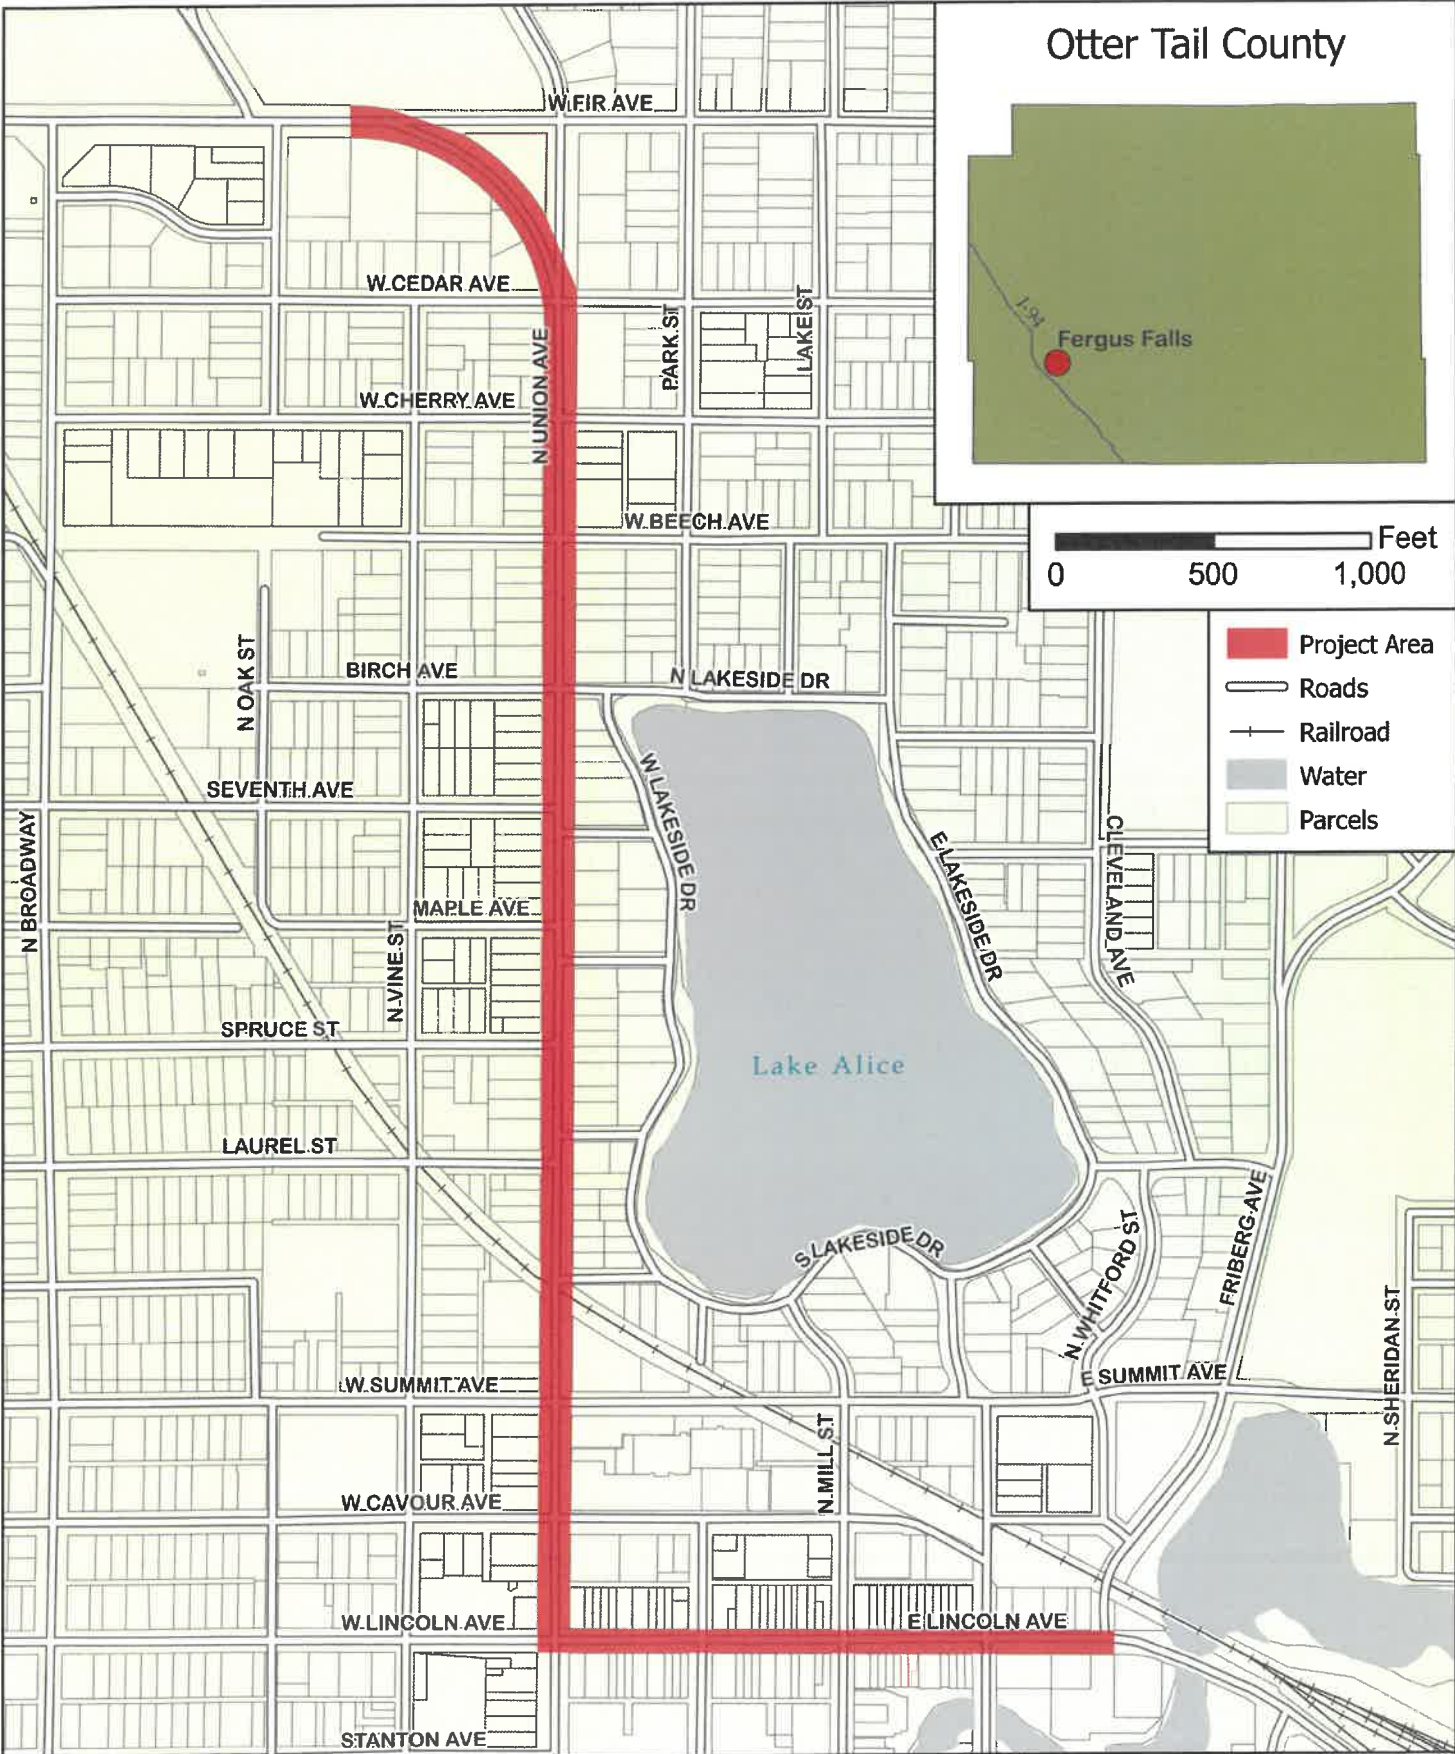 Otter Tail County
I-94
Fergus Falls
Feet
0 500 1,000
Project Area
Roads
Railroad
Water
Parcels
W FIR AVE
W CEDAR AVE
N UNION AVE
PARK ST
LAKE ST
W CHERRY AVE
W BEECH AVE
N OAK ST
BIRCH AVE
N LAKESIDE DR
W LAKESIDE DR
SEVENTH AVE
N BROADWAY
E LAKESIDE DR
CLEVELAND AVE
MAPLE AVE
N VINE ST
SPRUCE ST
Lake Alice
LAUREL ST
S LAKESIDE DR
N WHITFORD ST
FRIBERG AVE
N SHERIDAN ST
W SUMMIT AVE
E SUMMIT AVE
N MILL ST
W CAVOUR AVE
W LINCOLN AVE
E LINCOLN AVE
STANTON AVE